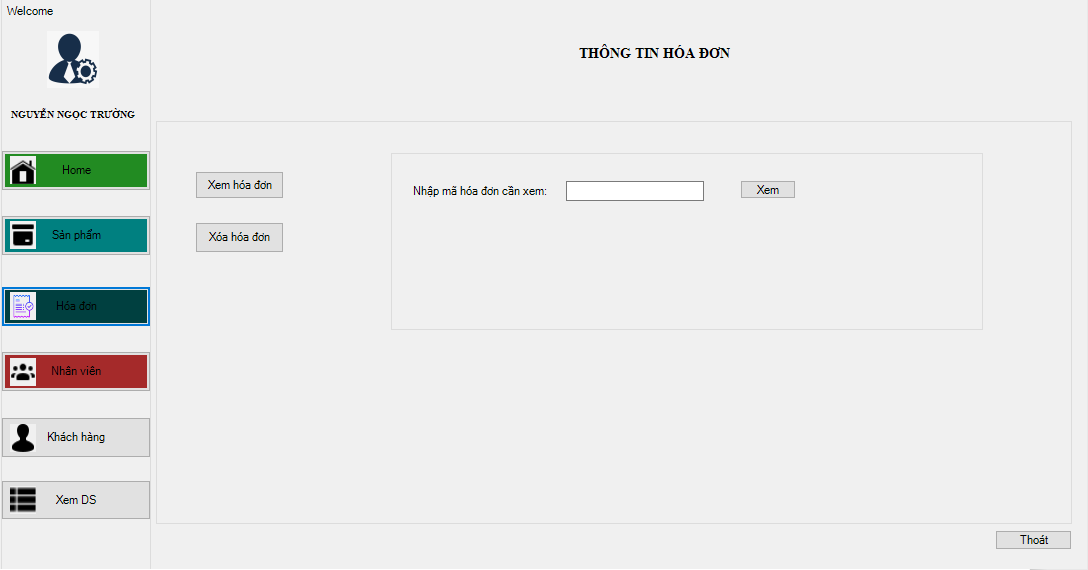 Welcome
NGUYỄN NGỌC TRƯỜNG
Home
Sản phẩm
Hóa đơn
Nhân viên
Khách hàng
Xem DS
THÔNG TIN HÓA ĐƠN
Xem hóa đơn
Xóa hóa đơn
Nhập mã hóa đơn cần xem:
Xem
Thoát